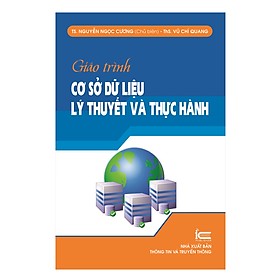 TS. NGUYỄN NGỌC CƯƠNG (Chủ biên) - ThS. VŨ CHÍ QUANG
Giáo trình
CƠ SỞ DỮ LIỆU
LÝ THUYẾT VÀ THỰC HÀNH
NHÀ XUẤT BẢN
THÔNG TIN VÀ TRUYỀN THÔNG